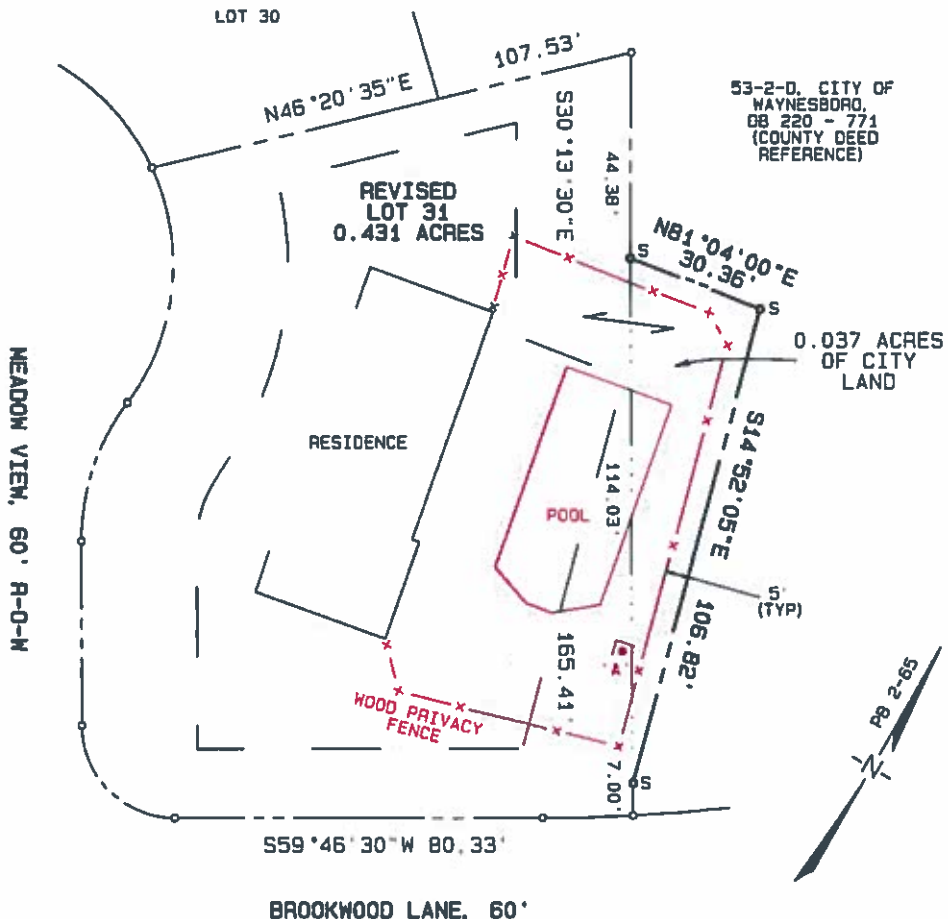 LOT 30
107.53'
N46°20'35"E
53-2-D, CITY OF
WAYNESBORO,
DB 220 - 771
(COUNTY DEED
REFERENCE)
S30°13'30"E
44.38'
REVISED
LOT 31
0.431 ACRES
N81°04'00"E
30.36'
S
S
0.037 ACRES
OF CITY
LAND
MEADOW VIEW, 60' R-O-W
RESIDENCE
114.03'
POOL
S14°52'05"E
106.82'
5'
(TYP)
165.41'
A
WOOD PRIVACY
FENCE
7.00'
S
N
PB 2-65
S59°46'30"W 80.33'
BROOKWOOD LANE, 60'